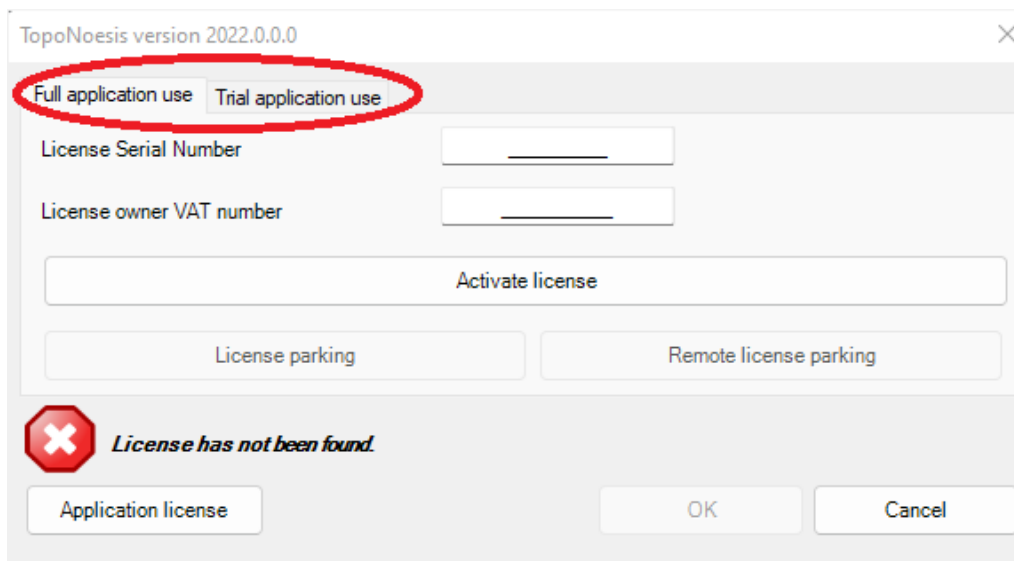 TopoNoesis version 2022.0.0.0
Full application use Trial application use
License Serial Number
License owner VAT number
Activate license
License parking Remote license parking
License has not been found.
Application license OK Cancel